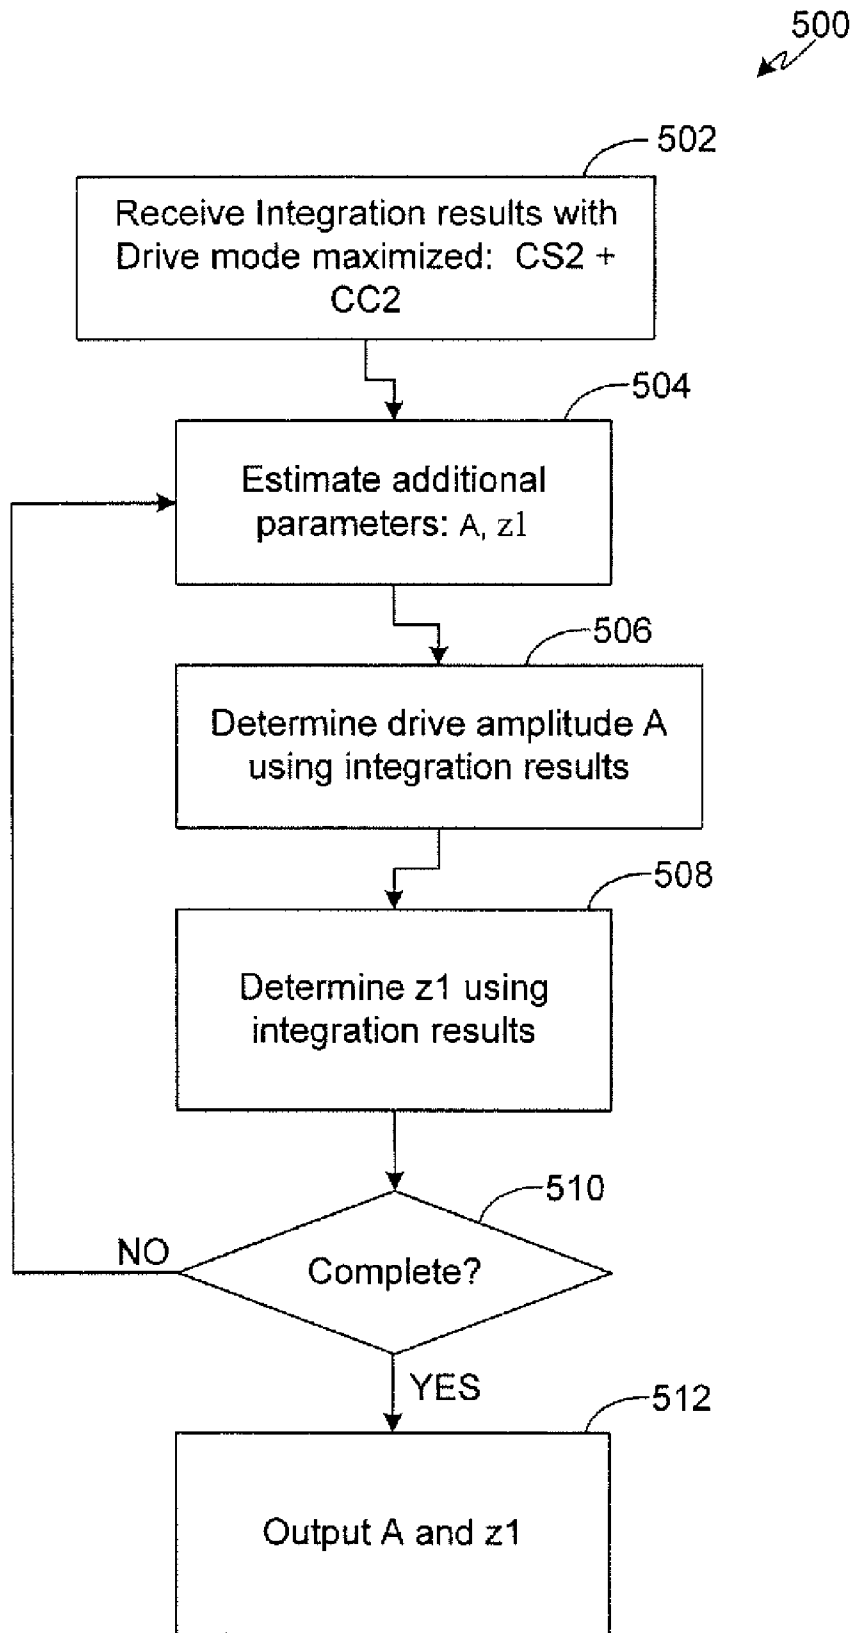 500
502
Receive Integration results with
Drive mode maximized: CS2 +
CC2
504
Estimate additional
parameters: A, z1
506
Determine drive amplitude A
using integration results
508
Determine z1 using
integration results
510
Complete?
NO
YES
512
Output A and z1